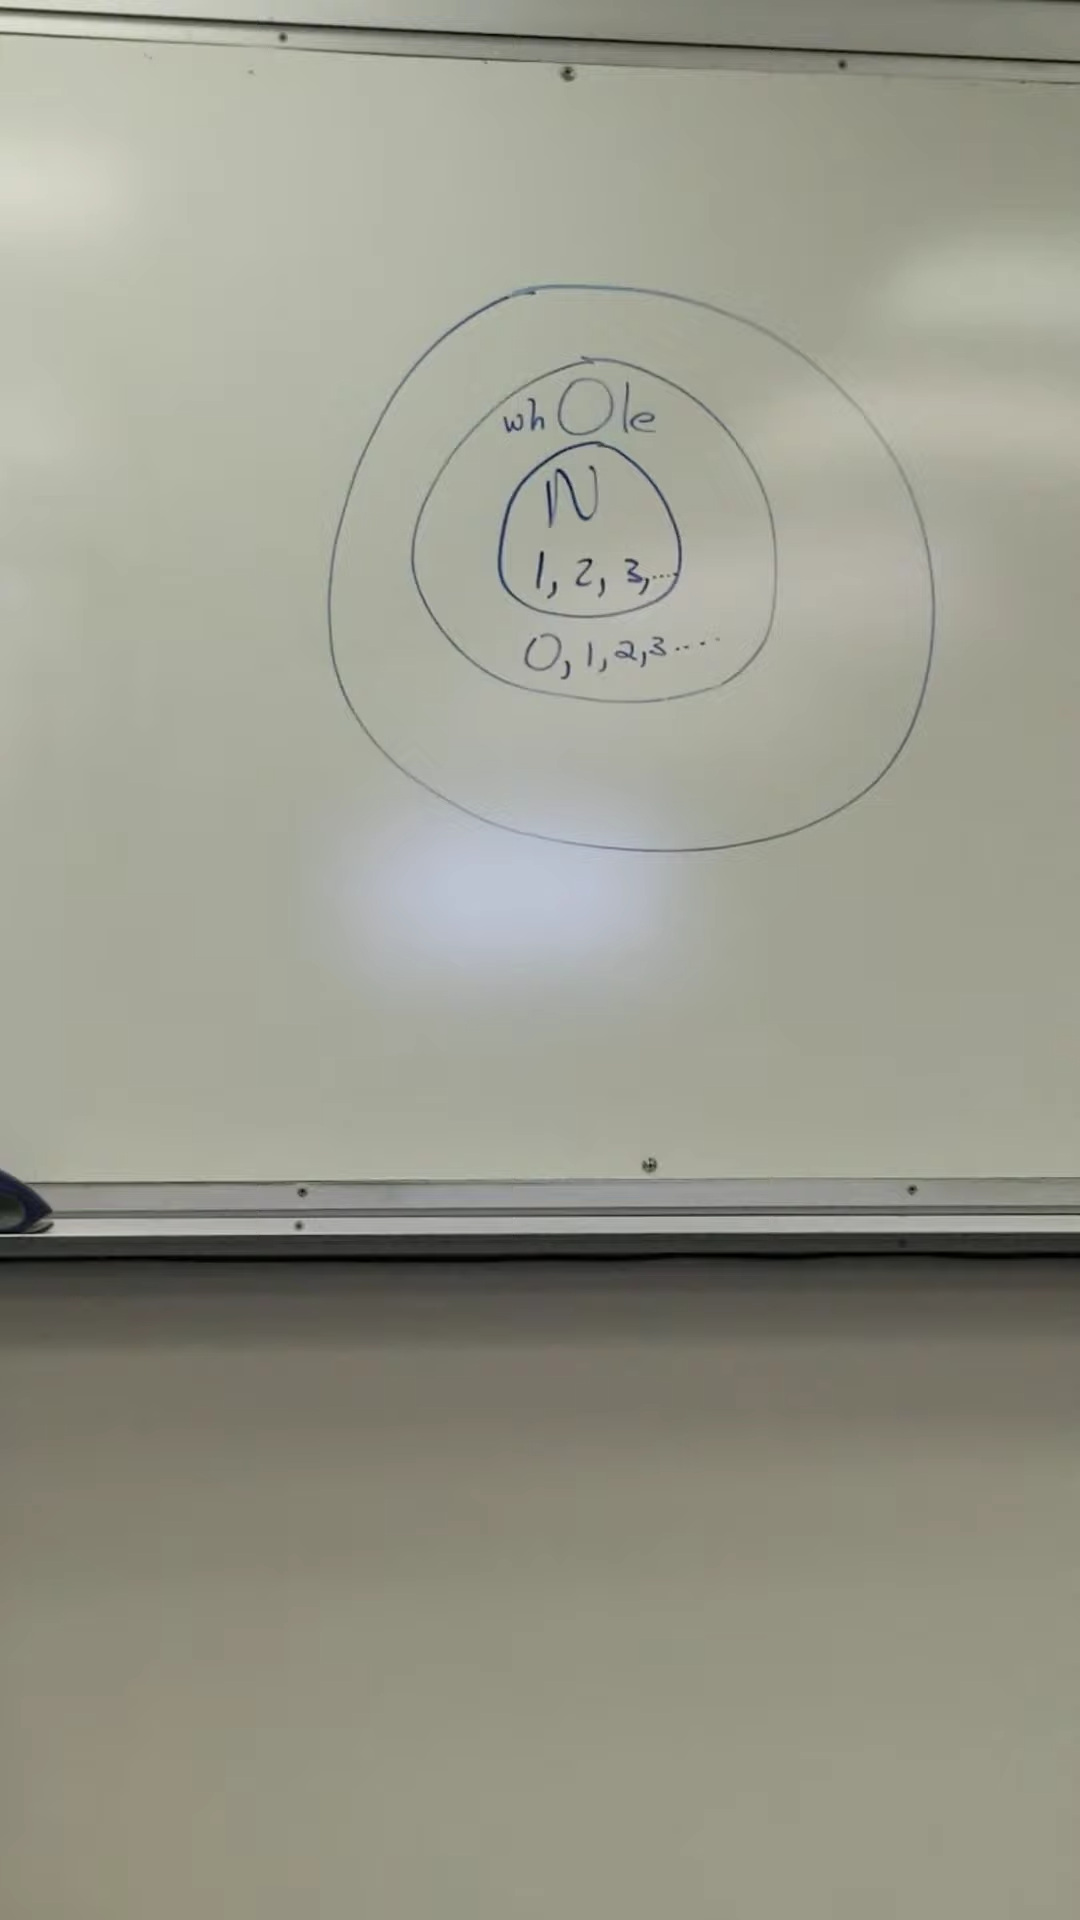 whOle
N
1, 2, 3,....
0, 1, 2, 3.....